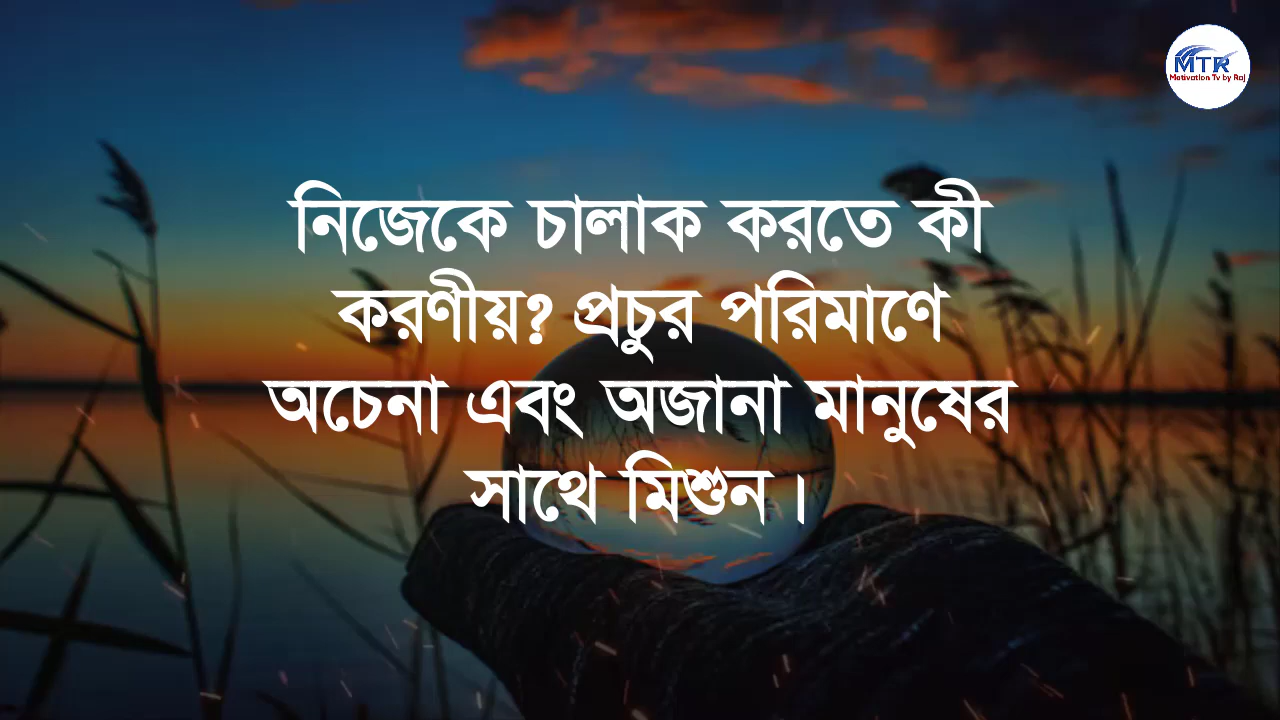 MTR
Motivation Tv by Raj
নিজেকে চালাক করতে কী
করণীয়? প্রচুর পরিমাণে
অচেনা এবং অজানা মানুষের
সাথে মিশুন।